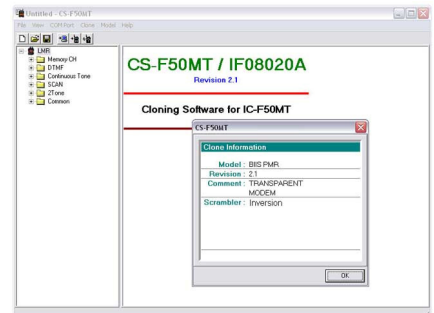 Untitled - CS-F50MT
File View COM Port Clone Model Help
LMR
Memory CH
DTMF
Continuous Tone
SCAN
2Tone
Common
CS-F50MT / IF08020A
Revision 2.1
Cloning Software for IC-F50MT
CS-F50MT
Clone Information
Model : BIIS PMR
Revision : 2.1
Comment : TRANSPARENT
MODEM
Scrambler : Inversion
OK